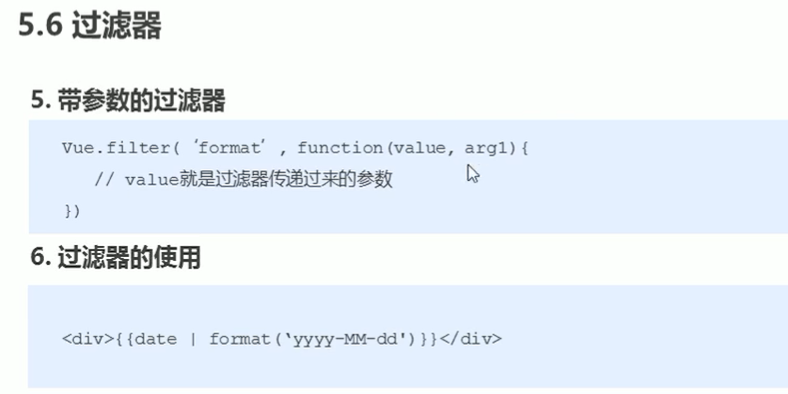 5.6 过滤器
5. 带参数的过滤器
Vue.filter( ‘format’ , function(value, arg1){
// value就是过滤器传递过来的参数
})
6. 过滤器的使用
<div>{{date | format(‘yyyy-MM-dd')}}</div>